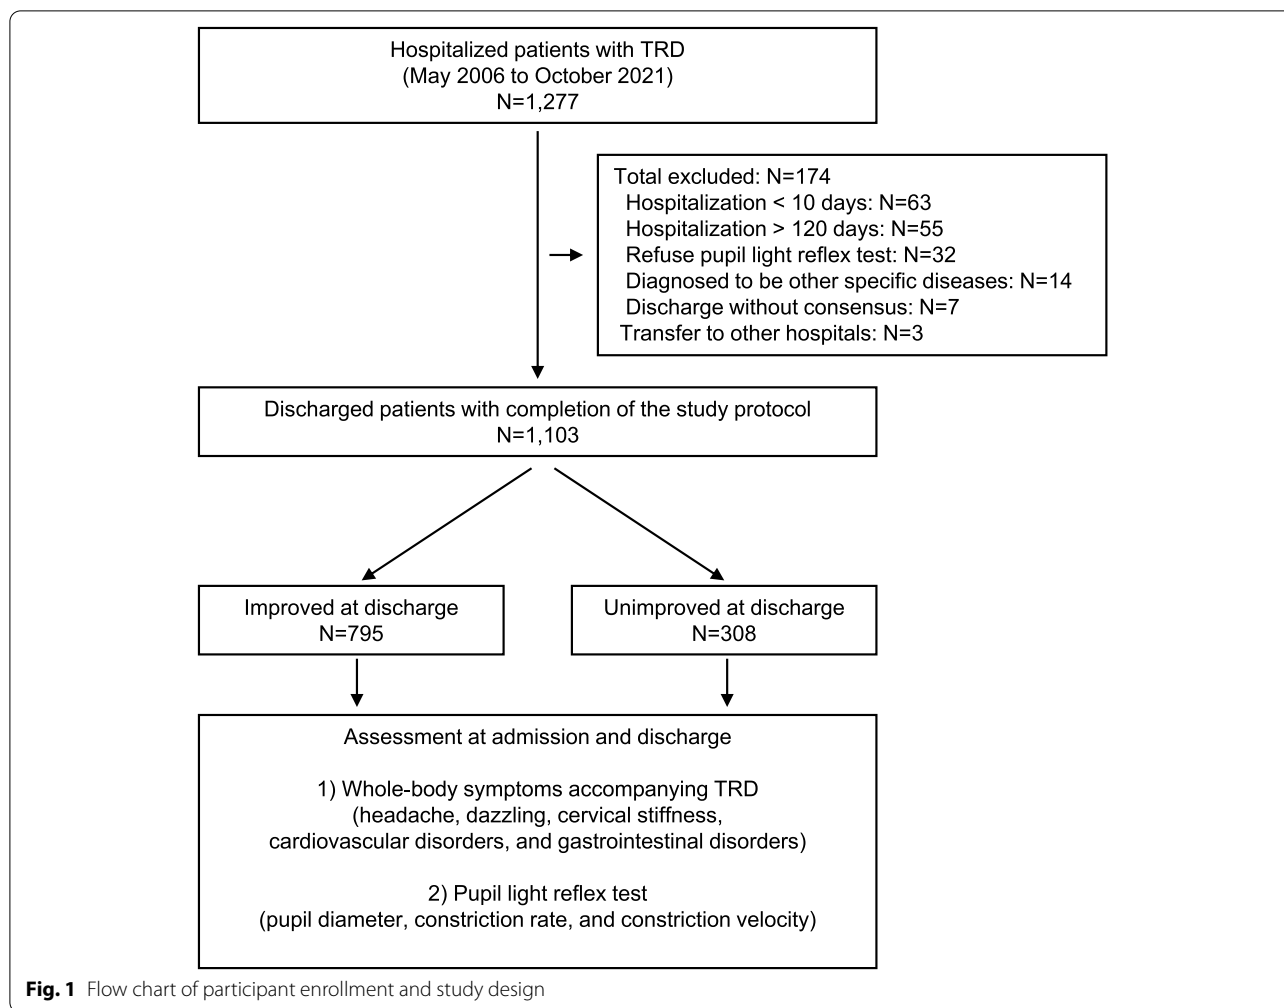 Hospitalized patients with TRD
(May 2006 to October 2021)
N=1,277
Total excluded: N=174
Hospitalization < 10 days: N=63
Hospitalization > 120 days: N=55
Refuse pupil light reflex test: N=32
Diagnosed to be other specific diseases: N=14
Discharge without consensus: N=7
Transfer to other hospitals: N=3
Discharged patients with completion of the study protocol
N=1,103
Improved at discharge
N=795
Unimproved at discharge
N=308
Assessment at admission and discharge
1) Whole-body symptoms accompanying TRD
(headache, dazzling, cervical stiffness,
cardiovascular disorders, and gastrointestinal disorders)
2) Pupil light reflex test
(pupil diameter, constriction rate, and constriction velocity)
Fig. 1 Flow chart of participant enrollment and study design